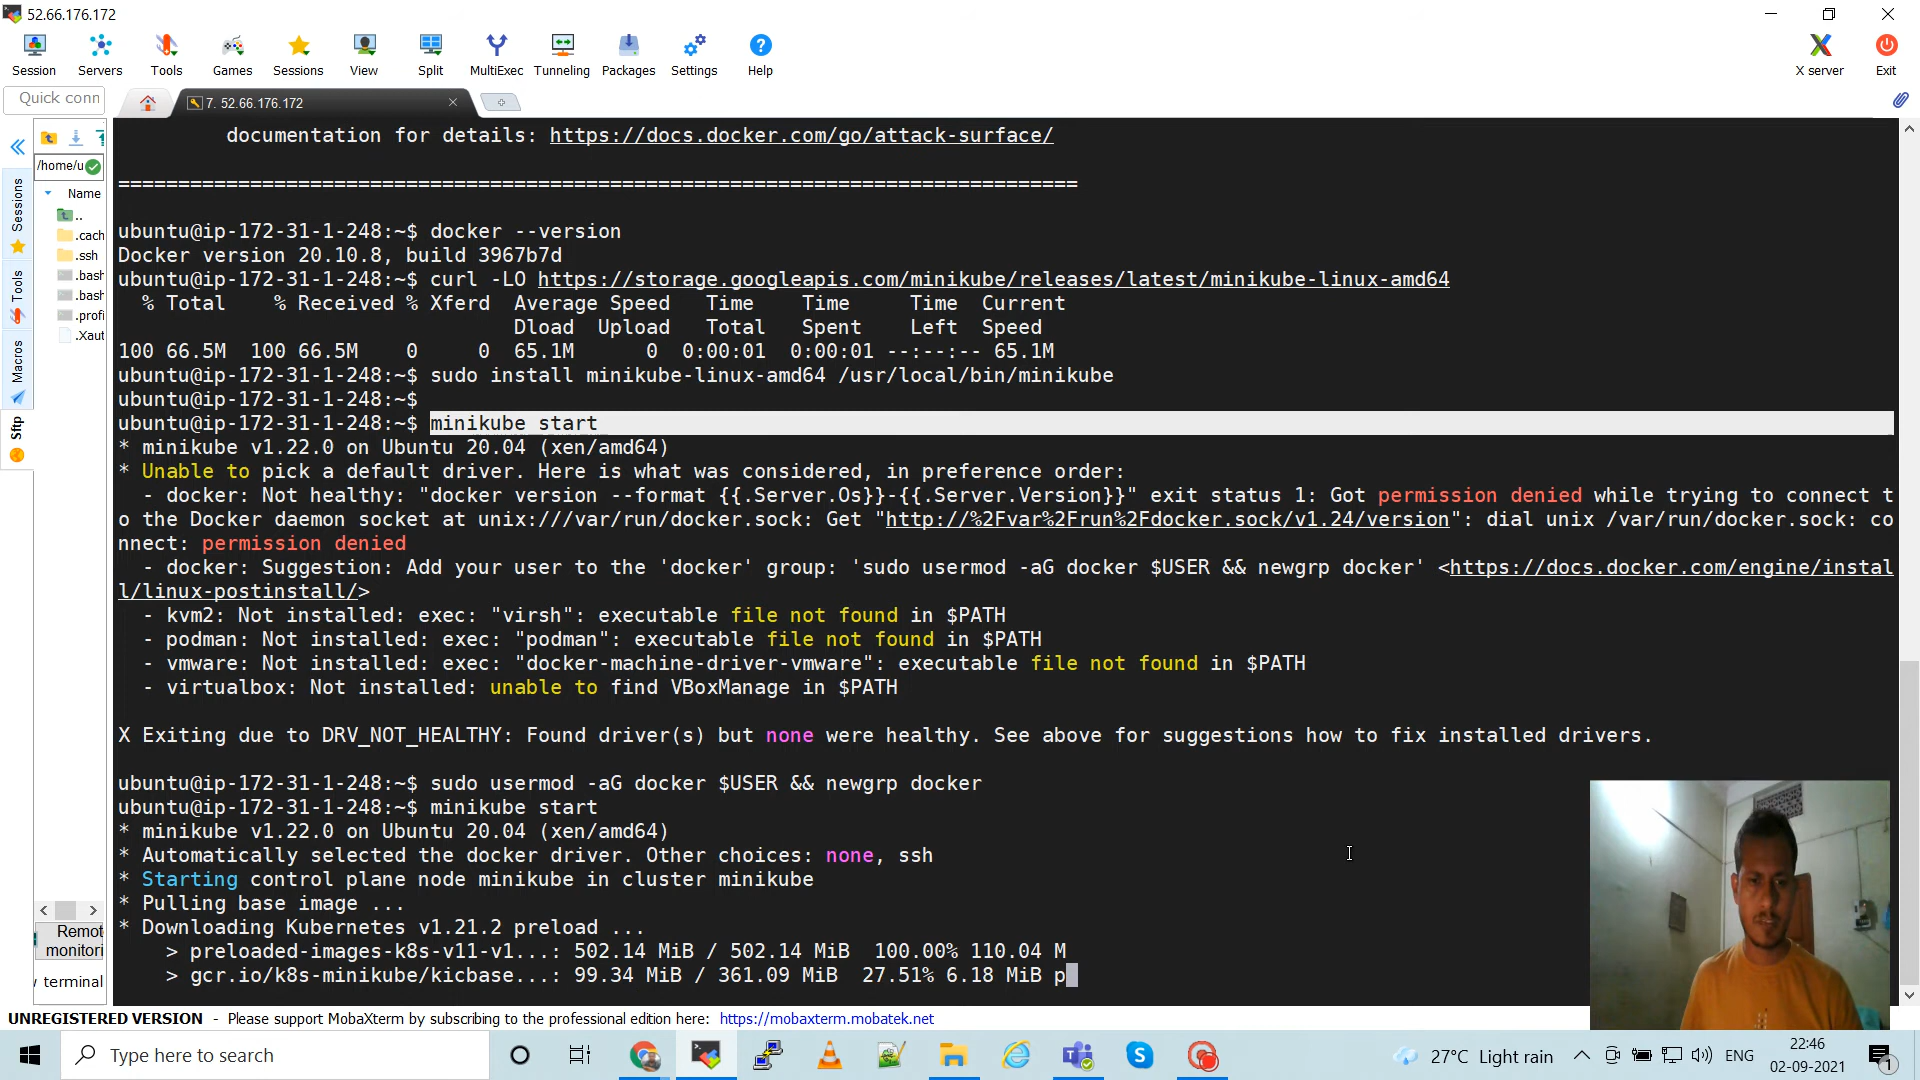 52.66.176.172
Session Servers Tools Games Sessions View Split MultiExec Tunneling Packages Settings Help X server Exit
Quick conn
7. 52.66.176.172
/home/u
Name
..
.cach
.ssh
.bash
.bash
.profi
.Xaut
Sessions
Tools
Macros
Sftp
Remot
monitori
terminal
documentation for details: https://docs.docker.com/go/attack-surface/
================================================================================
ubuntu@ip-172-31-1-248:~$ docker --version
Docker version 20.10.8, build 3967b7d
ubuntu@ip-172-31-1-248:~$ curl -LO https://storage.googleapis.com/minikube/releases/latest/minikube-linux-amd64
% Total % Received % Xferd Average Speed Time Time Time Current
Dload Upload Total Spent Left Speed
100 66.5M 100 66.5M 0 0 65.1M 0 0:00:01 0:00:01 --:--:-- 65.1M
ubuntu@ip-172-31-1-248:~$ sudo install minikube-linux-amd64 /usr/local/bin/minikube
ubuntu@ip-172-31-1-248:~$
ubuntu@ip-172-31-1-248:~$ minikube start
* minikube v1.22.0 on Ubuntu 20.04 (xen/amd64)
* Unable to pick a default driver. Here is what was considered, in preference order:
- docker: Not healthy: "docker version --format {{.Server.Os}}-{{.Server.Version}}" exit status 1: Got permission denied while trying to connect t
o the Docker daemon socket at unix:///var/run/docker.sock: Get "http://%2Fvar%2Frun%2Fdocker.sock/v1.24/version": dial unix /var/run/docker.sock: co
nnect: permission denied
- docker: Suggestion: Add your user to the 'docker' group: 'sudo usermod -aG docker $USER && newgrp docker' <https://docs.docker.com/engine/instal
l/linux-postinstall/>
- kvm2: Not installed: exec: "virsh": executable file not found in $PATH
- podman: Not installed: exec: "podman": executable file not found in $PATH
- vmware: Not installed: exec: "docker-machine-driver-vmware": executable file not found in $PATH
- virtualbox: Not installed: unable to find VBoxManage in $PATH
X Exiting due to DRV_NOT_HEALTHY: Found driver(s) but none were healthy. See above for suggestions how to fix installed drivers.
ubuntu@ip-172-31-1-248:~$ sudo usermod -aG docker $USER && newgrp docker
ubuntu@ip-172-31-1-248:~$ minikube start
* minikube v1.22.0 on Ubuntu 20.04 (xen/amd64)
* Automatically selected the docker driver. Other choices: none, ssh
* Starting control plane node minikube in cluster minikube
* Pulling base image ...
* Downloading Kubernetes v1.21.2 preload ...
> preloaded-images-k8s-v11-v1...: 502.14 MiB / 502.14 MiB 100.00% 110.04 M
> gcr.io/k8s-minikube/kicbase...: 99.34 MiB / 361.09 MiB 27.51% 6.18 MiB p
UNREGISTERED VERSION - Please support MobaXterm by subscribing to the professional edition here: https://mobaxterm.mobatek.net
Type here to search
27°C Light rain
ENG
22:46
02-09-2021
1